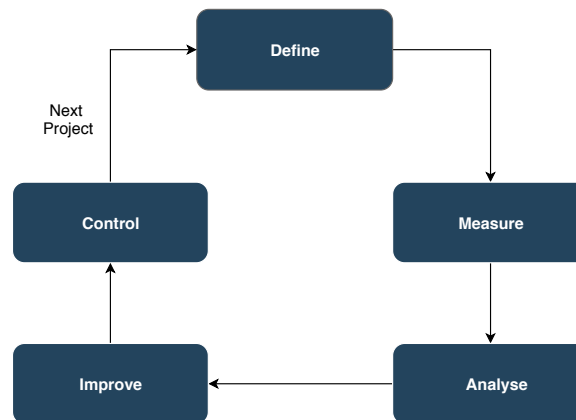 Define
Next
Project
Control
Measure
Improve
Analyse